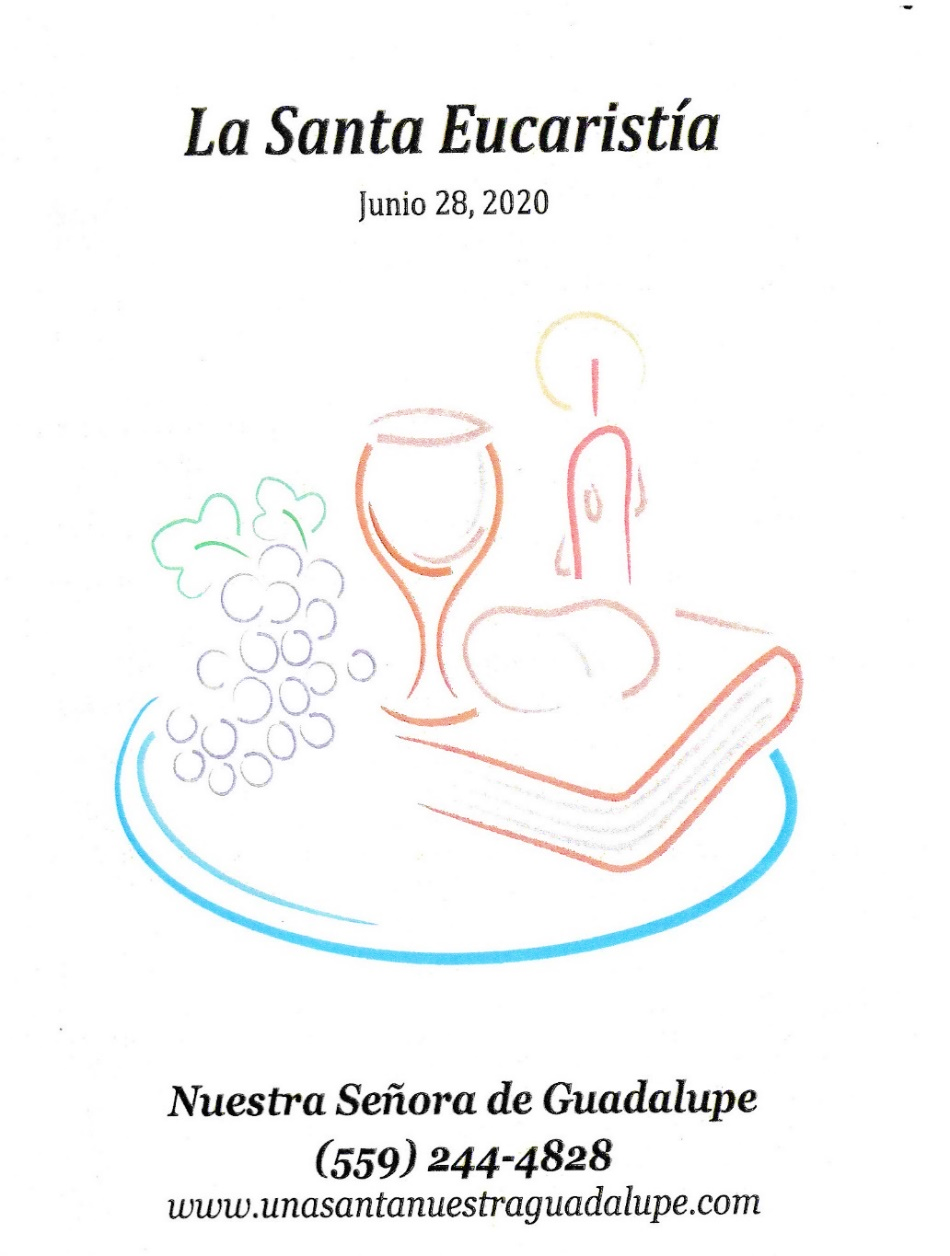 La Santa Eucaristía
Junio 28, 2020
Nuestra Señora de Guadalupe
(559) 244-4828
www.unasantanuestraguadalupe.com